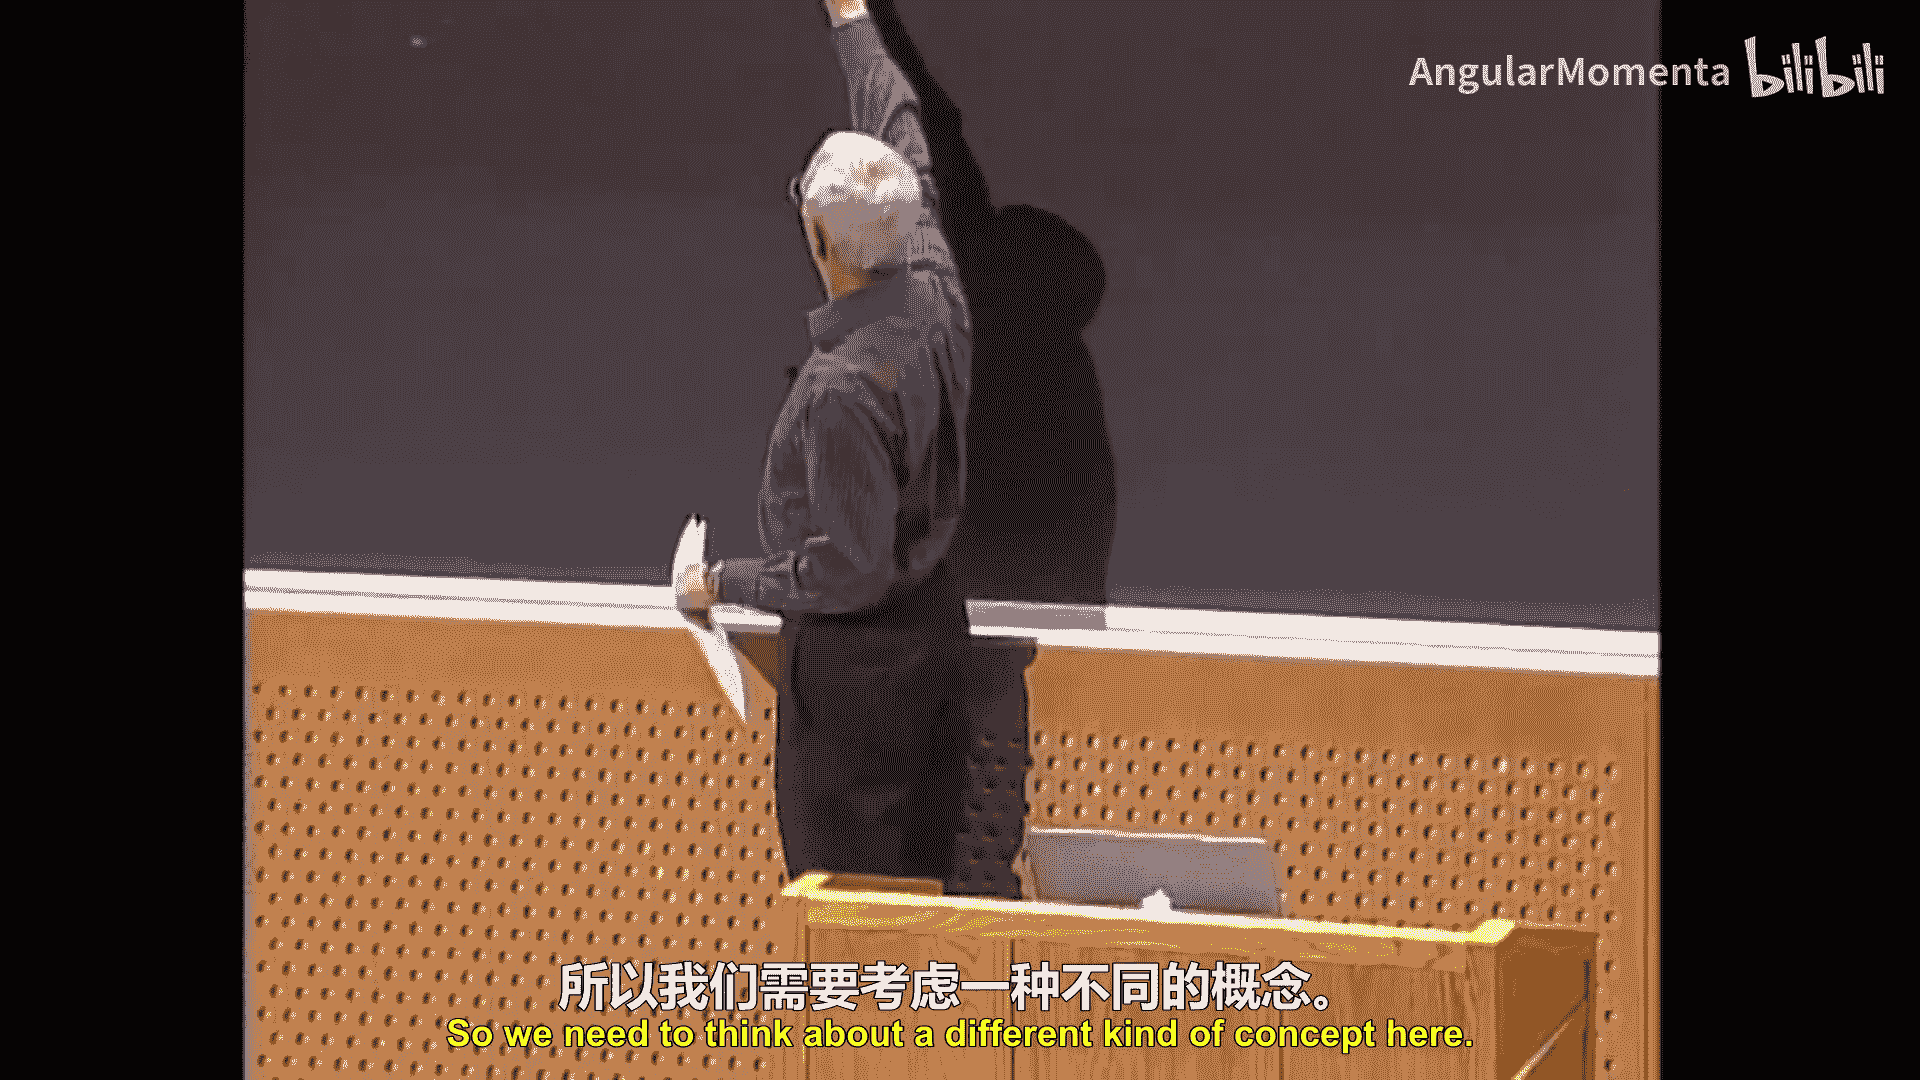 AngularMomenta bilibili
所以我们需要考虑一种不同的概念。
So we need to think about a different kind of concept here.